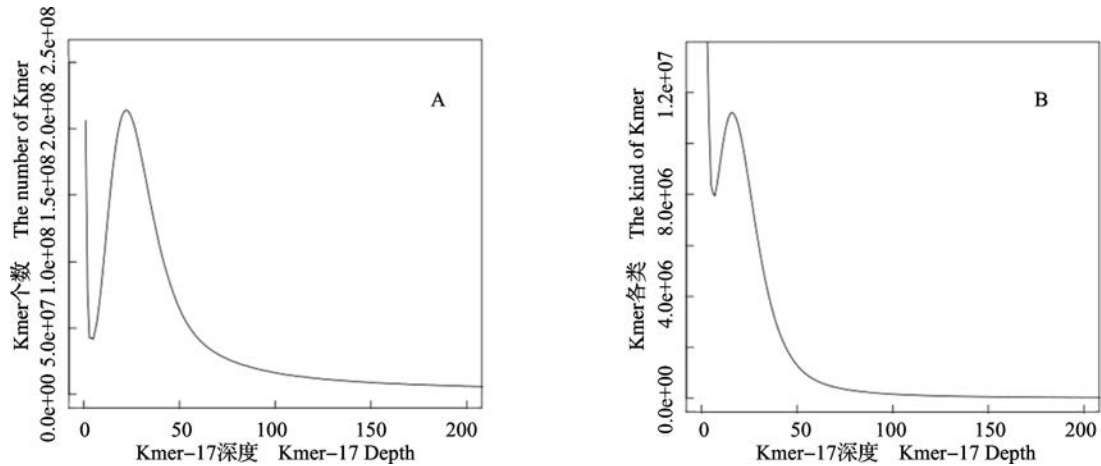 A
Kmer个数 The number of Kmer
0.0e+00 5.0e+07 1.0e+08 1.5e+08 2.0e+08 2.5e+08
0 50 100 150 200
Kmer-17深度 Kmer-17 Depth
B
Kmer各类 The kind of Kmer
0.0e+00 4.0e+06 8.0e+06 1.2e+07
0 50 100 150 200
Kmer-17深度 Kmer-17 Depth